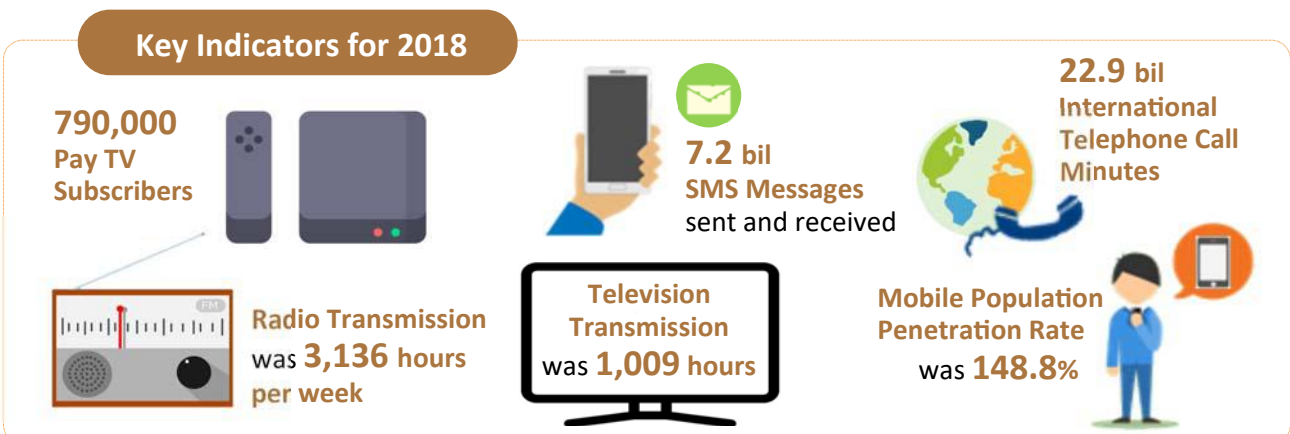 Key Indicators for 2018
790,000
Pay TV
Subscribers
7.2 bil
SMS Messages
sent and received
22.9 bil
International
Telephone Call
Minutes
FM
Radio Transmission
was 3,136 hours
per week
Television
Transmission
was 1,009 hours
Mobile Population
Penetration Rate
was 148.8%